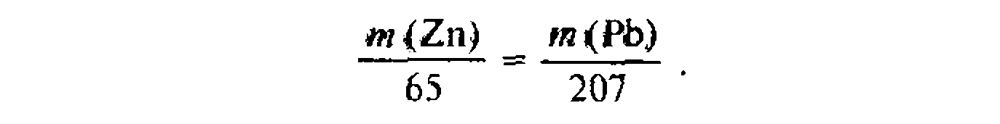 m (Zn) / 65 = m (Pb) / 207 .